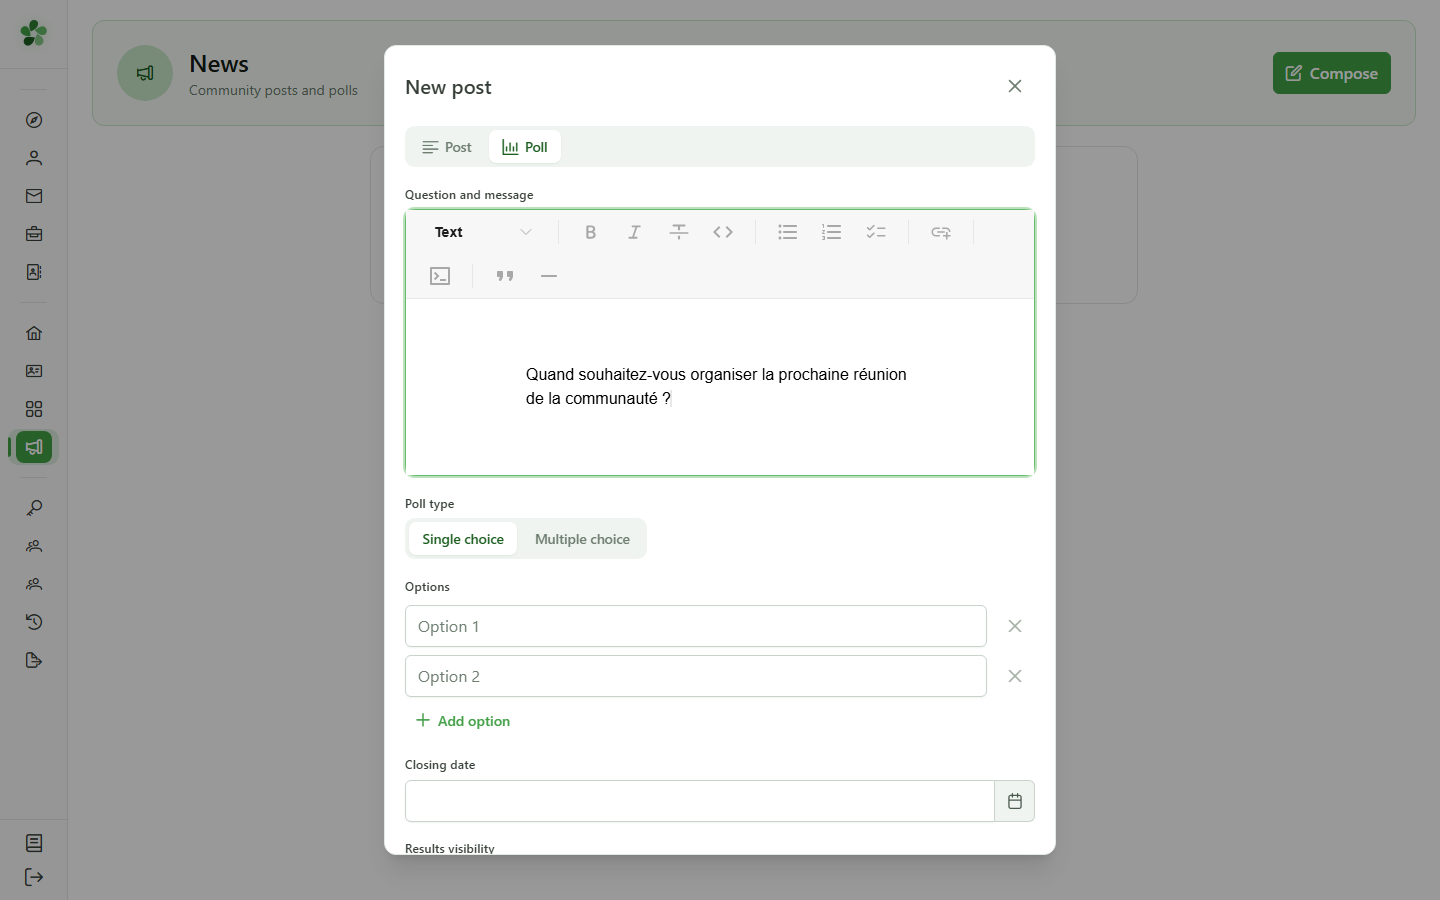 News
Community posts and polls
Compose
New post
Post
Poll
Question and message
Text
Quand souhaitez-vous organiser la prochaine réunion
de la communauté ?
Poll type
Single choice
Multiple choice
Options
Option 1
Option 2
Add option
Closing date
Results visibility